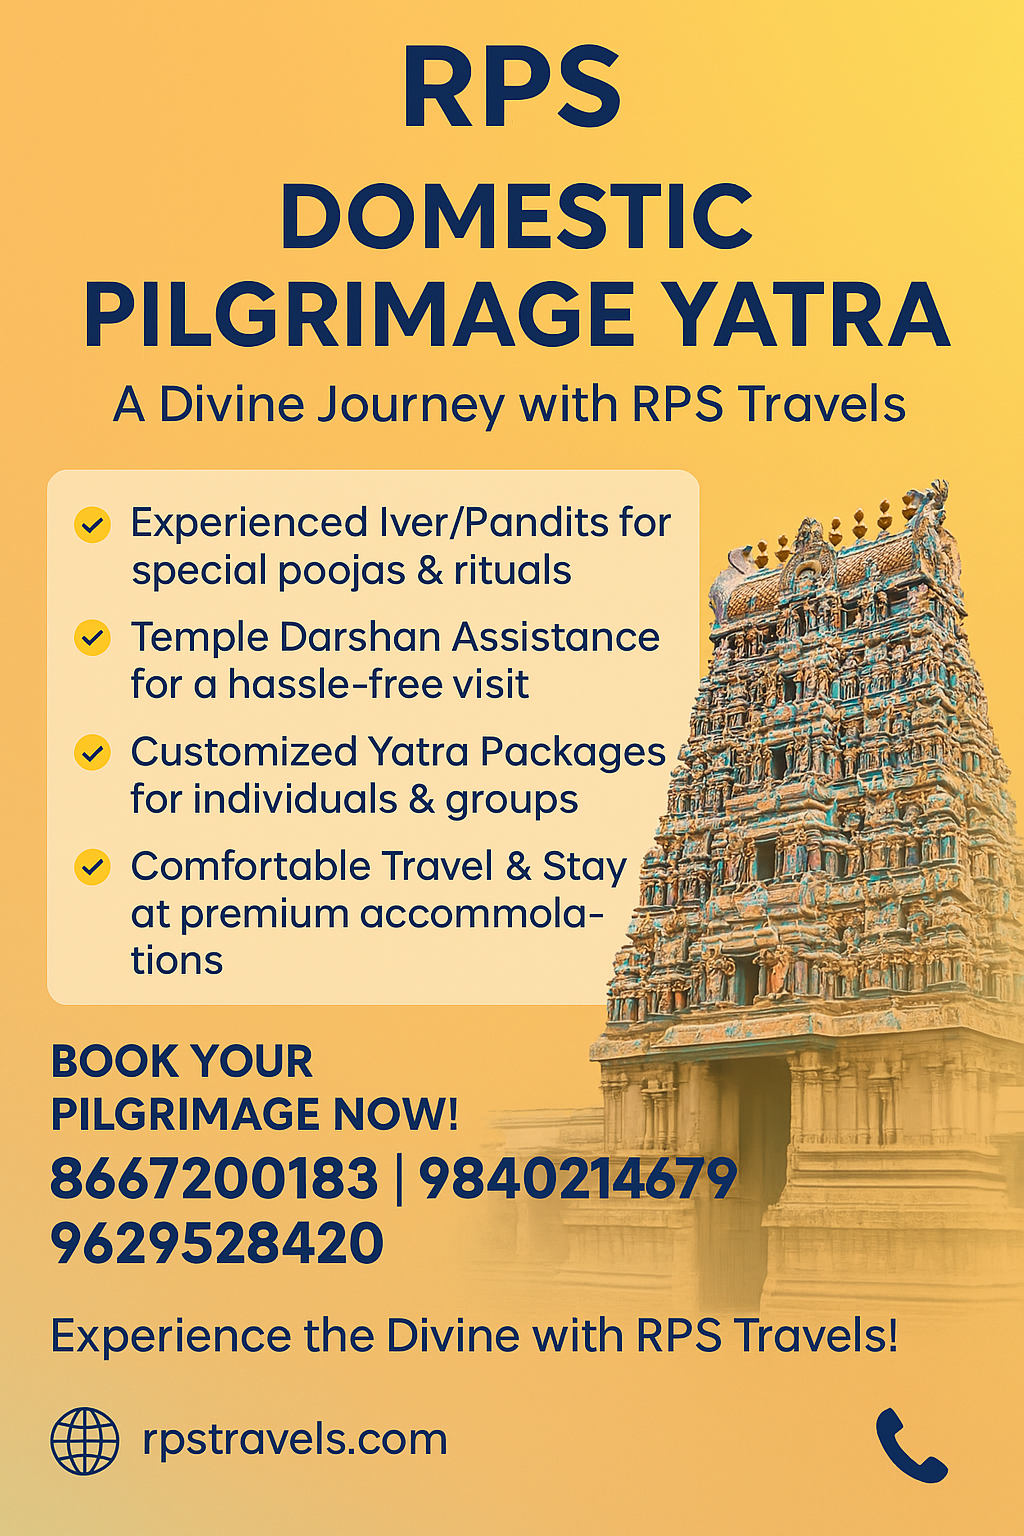 RPS
DOMESTIC
PILGRIMAGE YATRA
A Divine Journey with RPS Travels
Experienced Iver/Pandits for
special poojas & rituals
Temple Darshan Assistance
for a hassle-free visit
Customized Yatra Packages
for individuals & groups
Comfortable Travel & Stay
at premium accommola-
tions
BOOK YOUR
PILGRIMAGE NOW!
8667200183 | 9840214679
9629528420
Experience the Divine with RPS Travels!
rpstravels.com